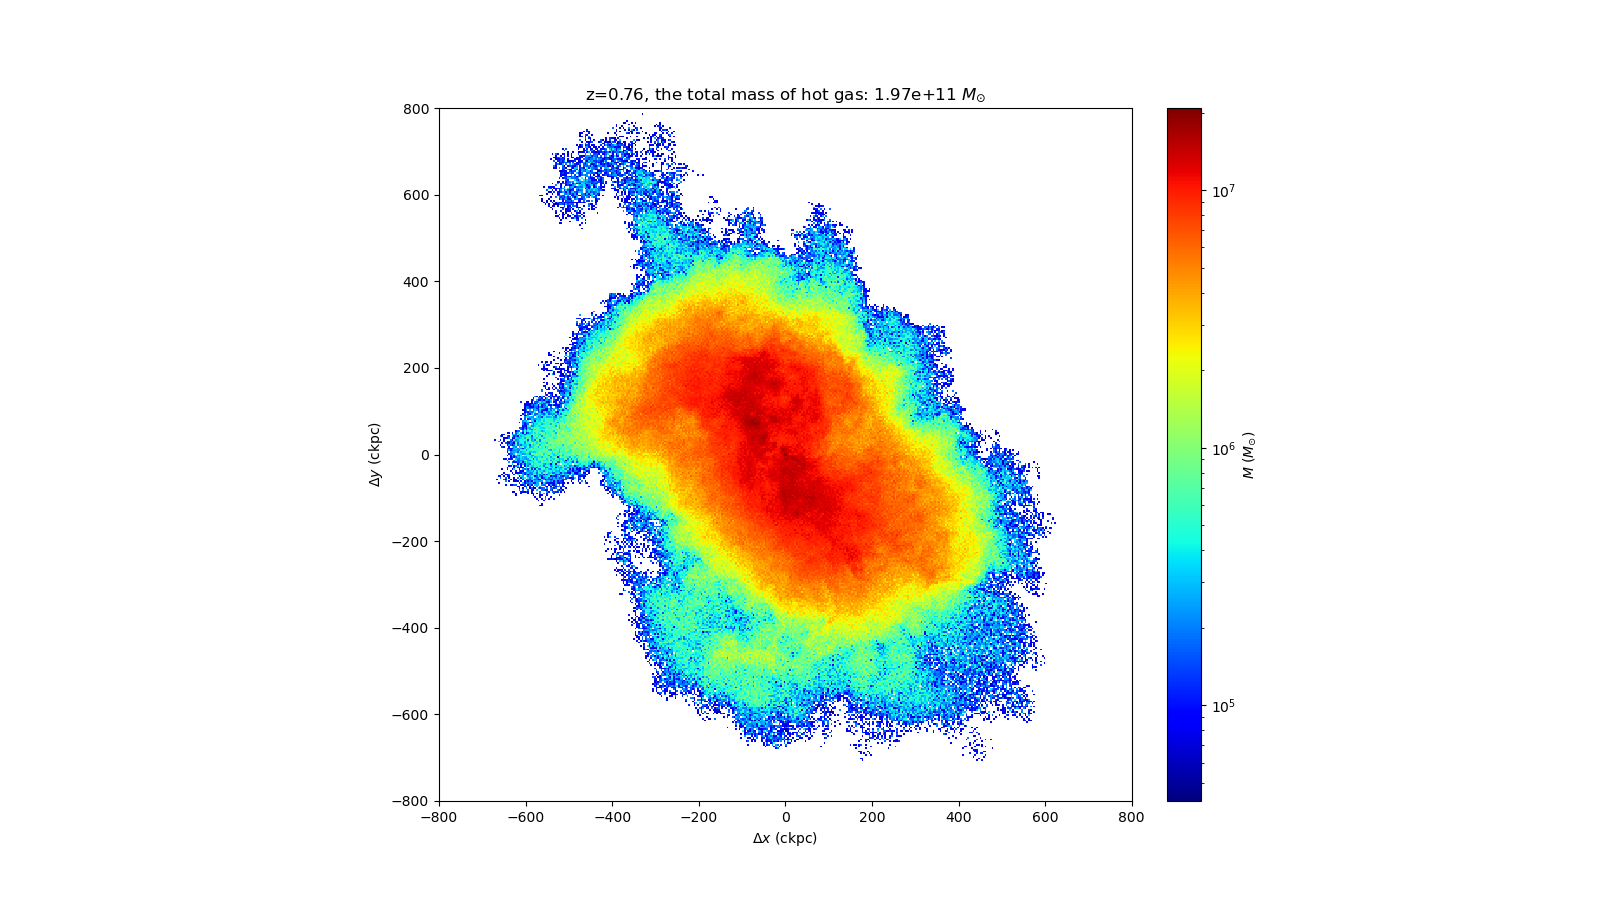 z=0.76, the total mass of hot gas: 1.97e+11 M⊙
800
600
400
200
0
−200
−400
−600
−800
Δy (ckpc)
−800 −600 −400 −200 0 200 400 600 800
Δx (ckpc)
10⁷
10⁶
10⁵
M (M⊙)